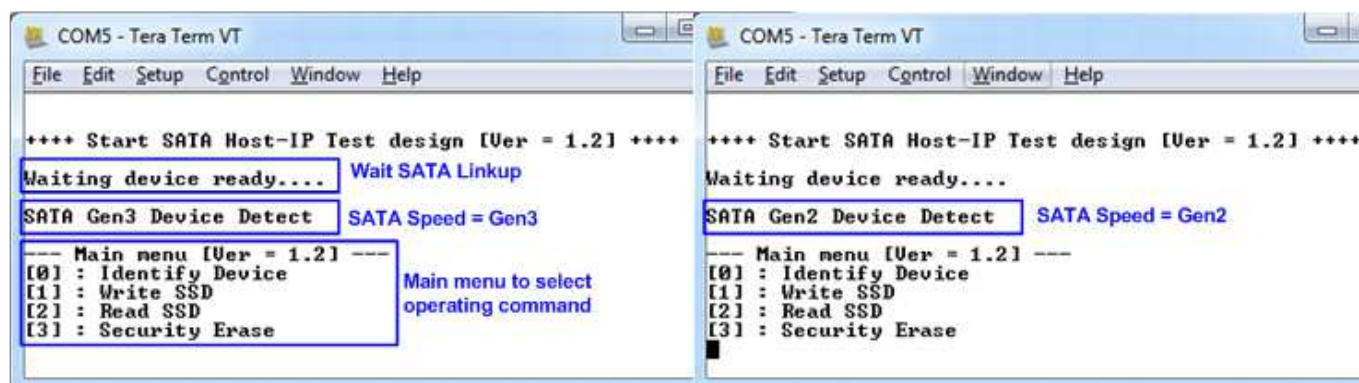 COM5 - Tera Term VT
File Edit Setup Control Window Help
++++ Start SATA Host-IP Test design [Ver = 1.2] ++++
Waiting device ready....
Wait SATA Linkup
SATA Gen3 Device Detect
SATA Speed = Gen3
--- Main menu [Ver = 1.2] ---
[0] : Identify Device
[1] : Write SSD
[2] : Read SSD
[3] : Security Erase
Main menu to select
operating command
COM5 - Tera Term VT
File Edit Setup Control Window Help
++++ Start SATA Host-IP Test design [Ver = 1.2] ++++
Waiting device ready....
SATA Gen2 Device Detect
SATA Speed = Gen2
--- Main menu [Ver = 1.2] ---
[0] : Identify Device
[1] : Write SSD
[2] : Read SSD
[3] : Security Erase